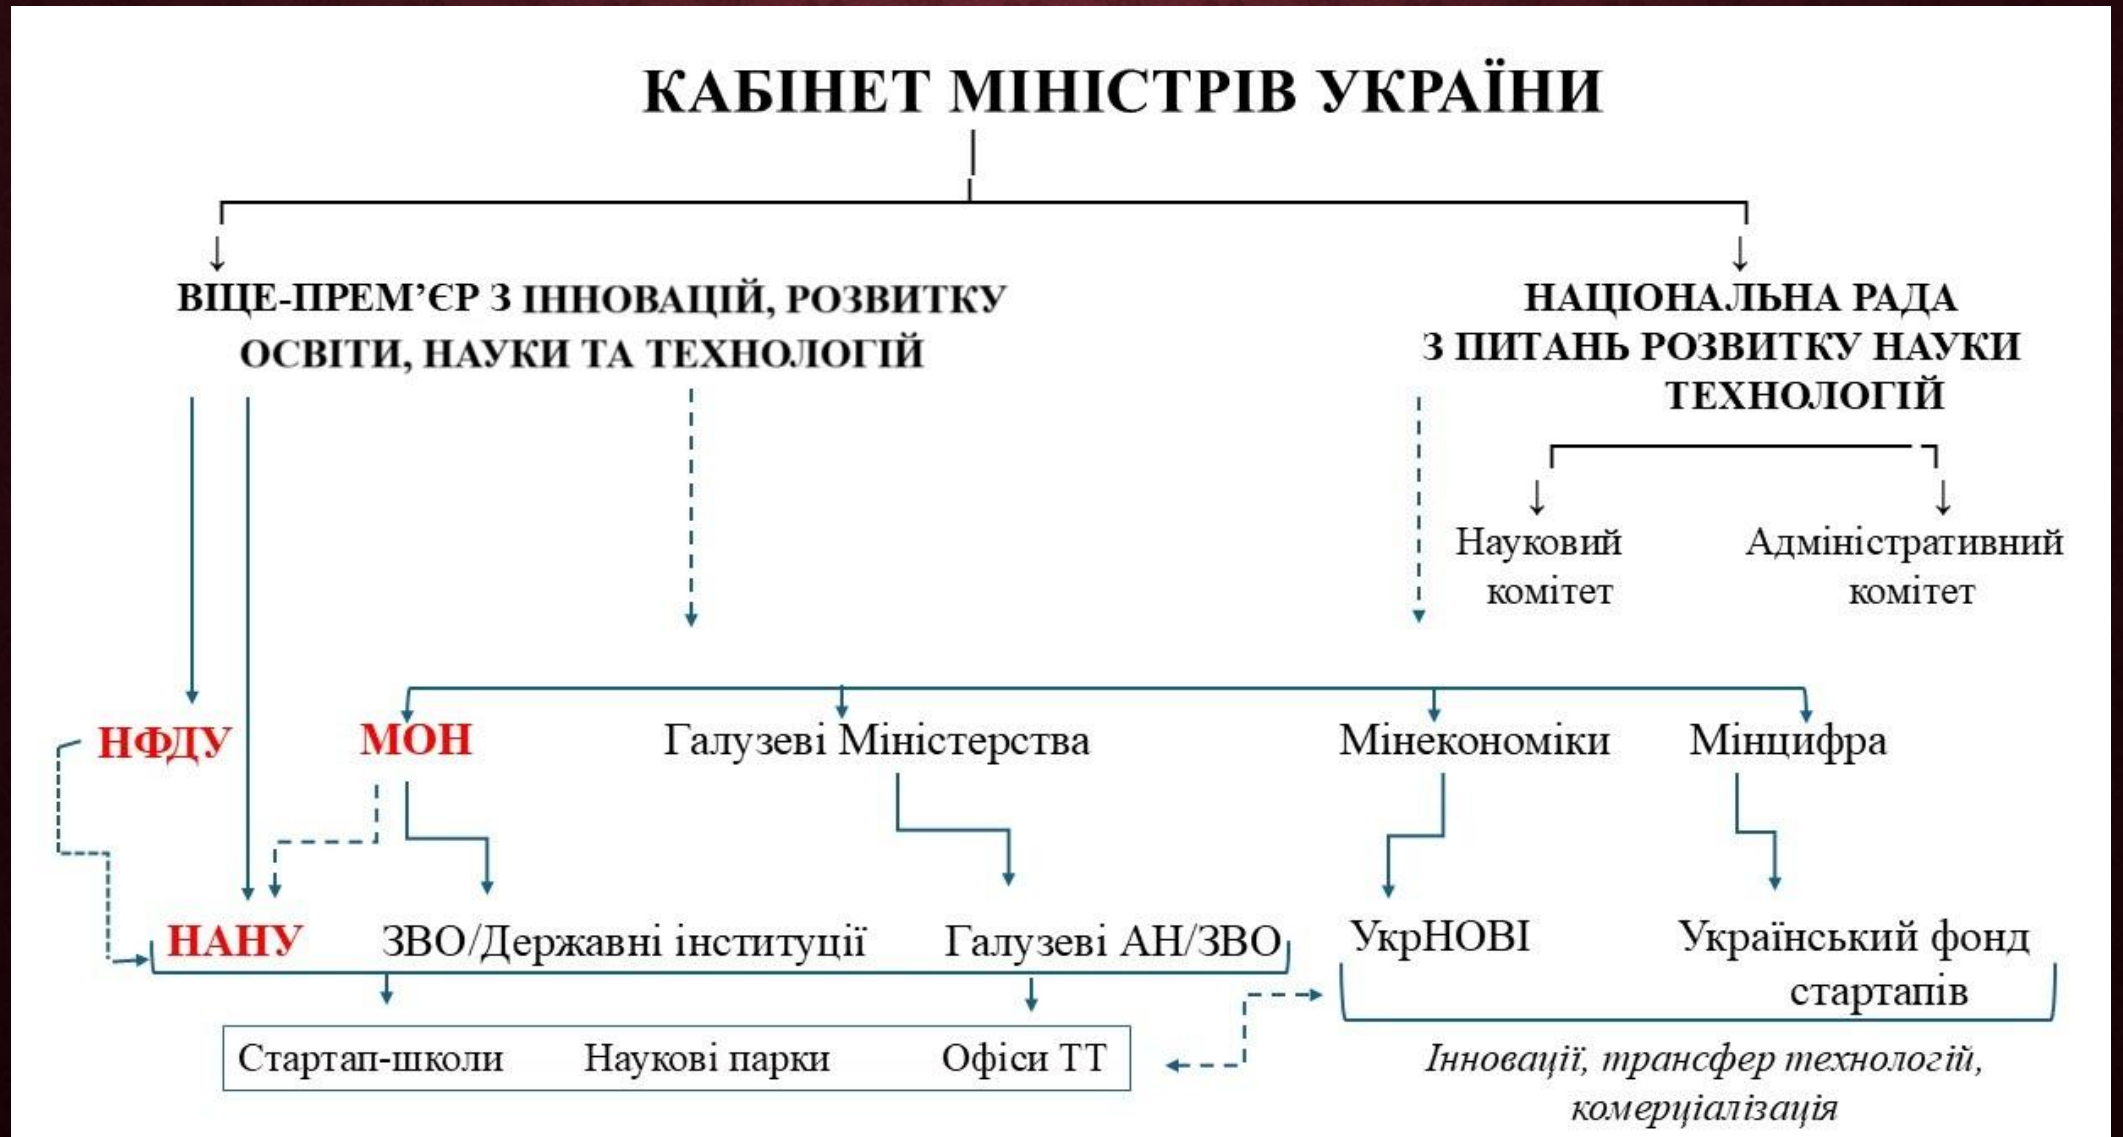 КАБІНЕТ МІНІСТРІВ УКРАЇНИ
ВІЩЕ-ПРЕМ’ЄР З ІННОВАЦІЙ, РОЗВИТКУ
ОСВІТИ, НАУКИ ТА ТЕХНОЛОГІЙ
НАЦІОНАЛЬНА РАДА
З ПИТАНЬ РОЗВИТКУ НАУКИ
ТЕХНОЛОГІЙ
Науковий
комітет
Адміністративний
комітет
НФДУ
МОН
Галузеві Міністерства
Мінекономіки
Мінцифра
НАНУ
ЗВО/Державні інституції
Галузеві АН/ЗВО
УкрНОВІ
Український фонд
стартапів
Стартап-школи
Наукові парки
Офіси ТТ
Інновації, трансфер технологій,
комерціалізація